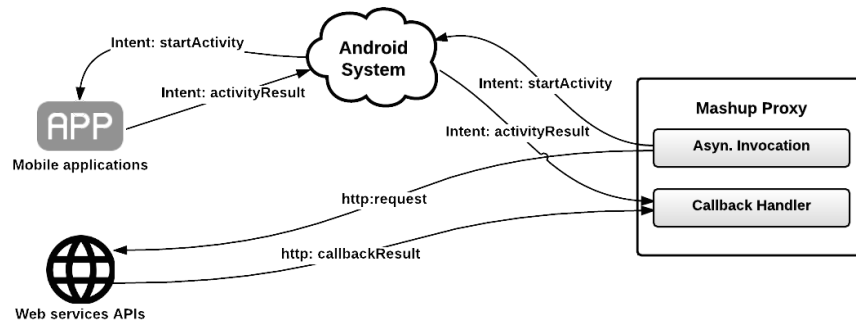 Intent: startActivity
Android
System
Intent: activityResult
Intent: startActivity
Mashup Proxy
APP
Intent: activityResult
Asyn. Invocation
Mobile applications
http:request
Callback Handler
http: callbackResult
Web services APIs